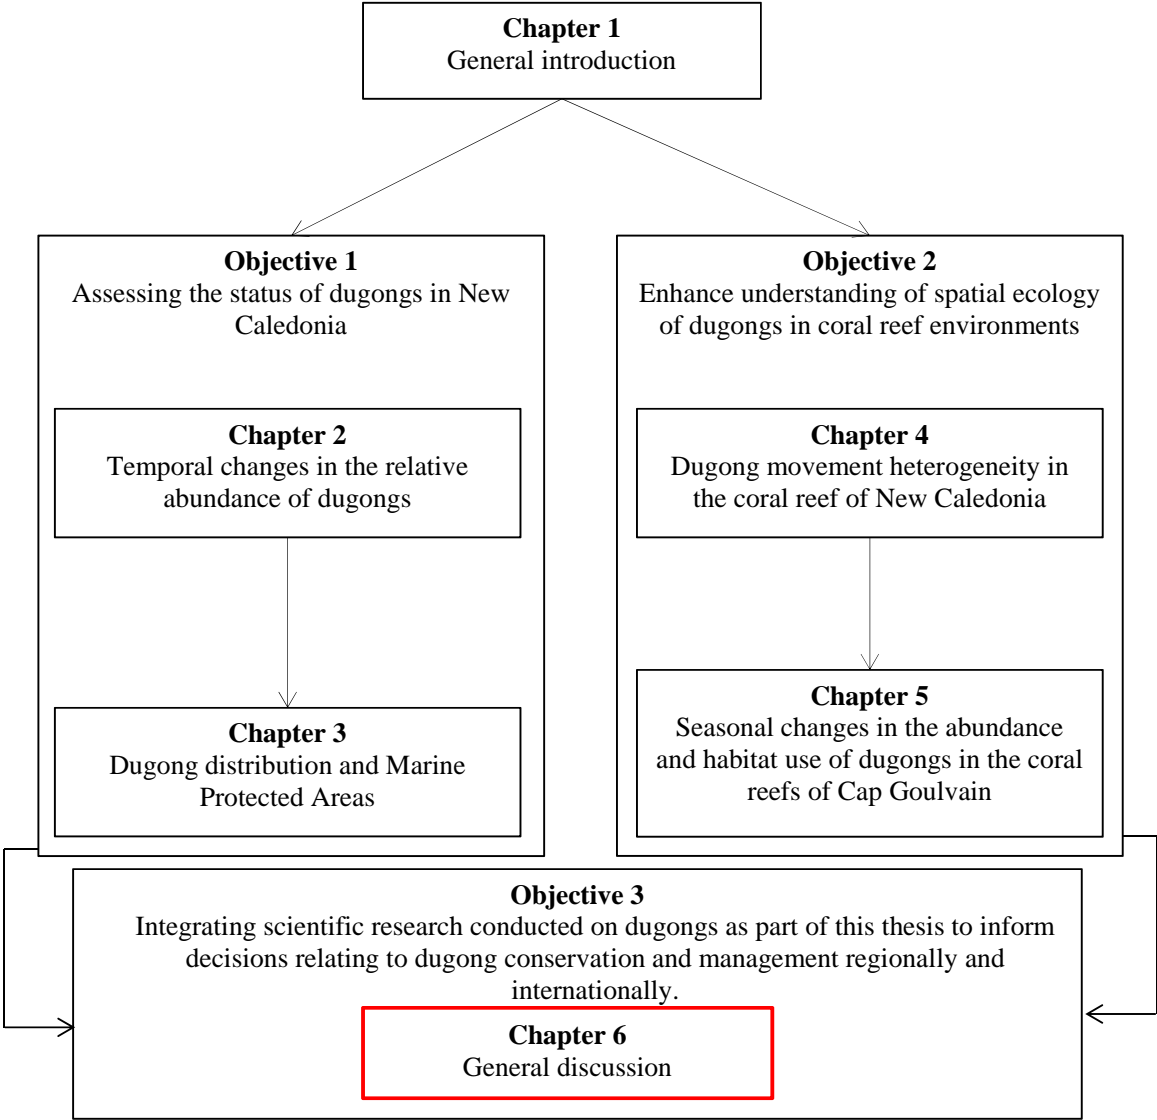 Chapter 1
General introduction
Objective 1
Assessing the status of dugongs in New
Caledonia
Chapter 2
Temporal changes in the relative
abundance of dugongs
Chapter 3
Dugong distribution and Marine
Protected Areas
Objective 2
Enhance understanding of spatial ecology
of dugongs in coral reef environments
Chapter 4
Dugong movement heterogeneity in
the coral reef of New Caledonia
Chapter 5
Seasonal changes in the abundance
and habitat use of dugongs in the coral
reefs of Cap Goulvain
Objective 3
Integrating scientific research conducted on dugongs as part of this thesis to inform
decisions relating to dugong conservation and management regionally and
internationally.
Chapter 6
General discussion